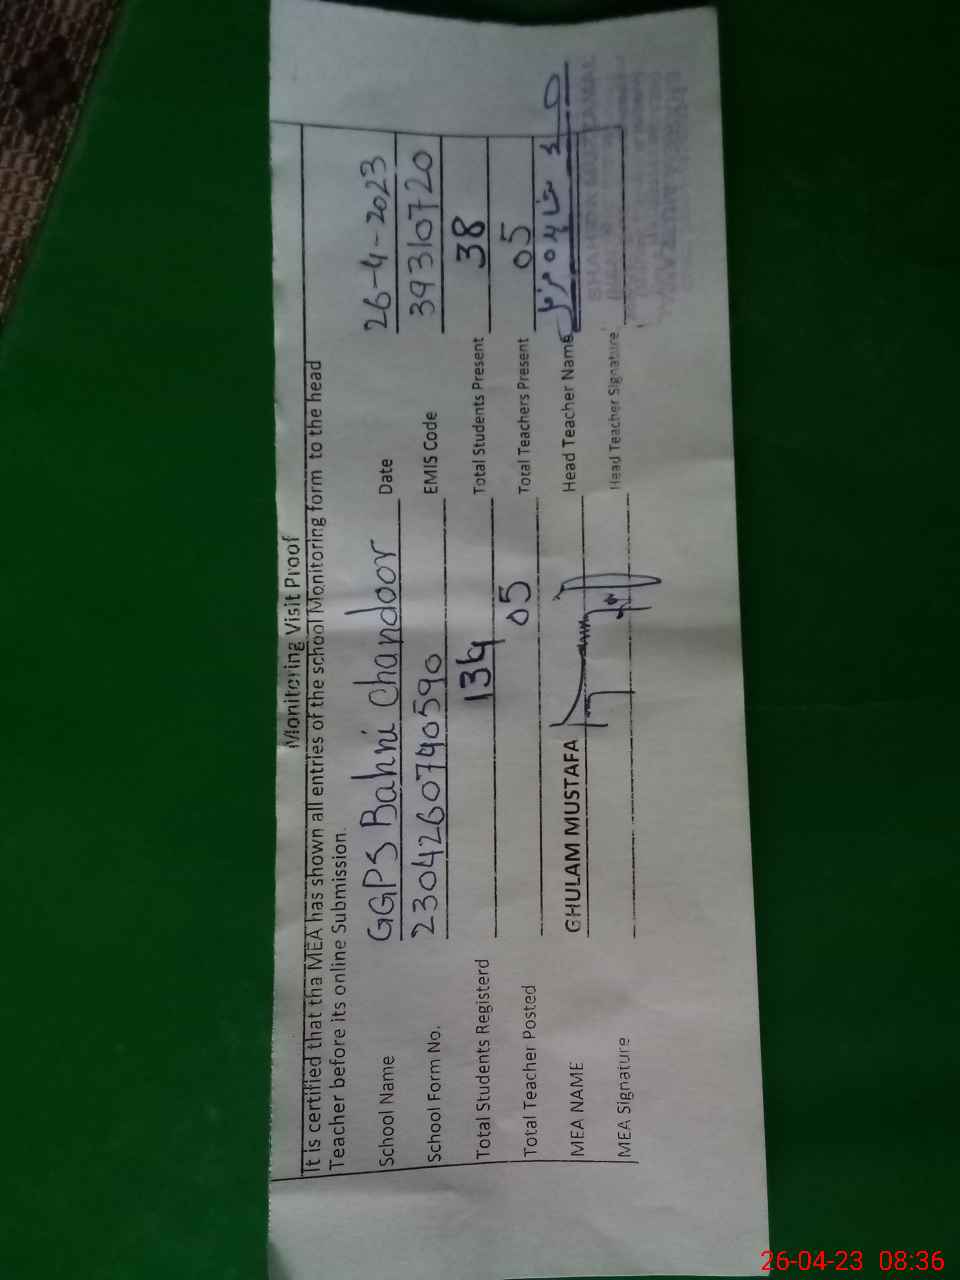 Monitoring Visit Proof
It is certified that tha MEA has shown all entries of the school Monitoring form to the head
Teacher before its online Submission.
School Name GGPS Bahni Chandoor Date 26-4-2023
School Form No. 2304260740590 EMIS Code 39310720
Total Students Registerd 134 Total Students Present 38
Total Teacher Posted 05 Total Teachers Present 05
MEA NAME GHULAM MUSTAFA Head Teacher Name
MEA Signature Head Teacher Signature
26-04-23 08:36